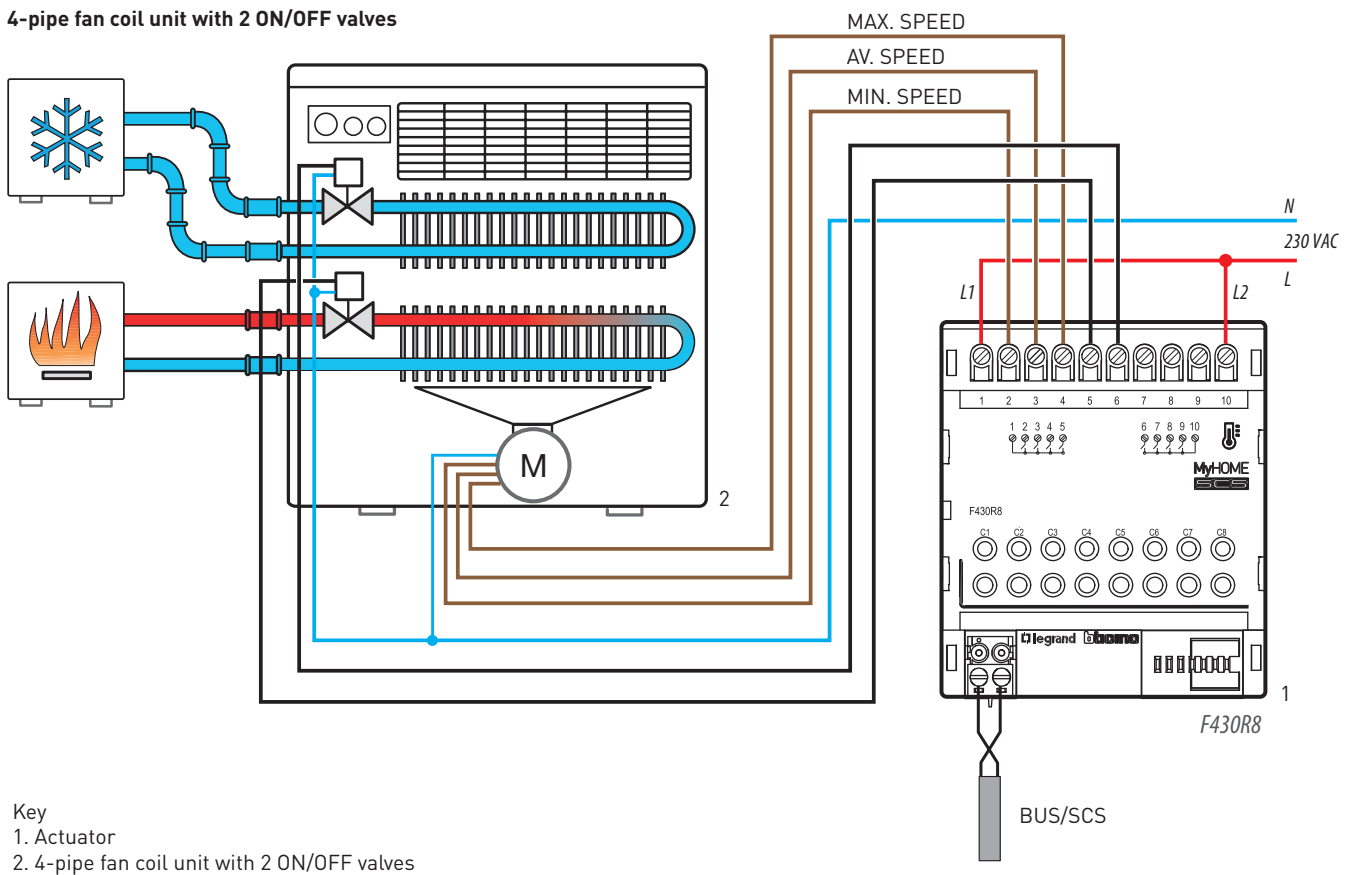 4-pipe fan coil unit with 2 ON/OFF valves
MAX. SPEED
AV. SPEED
MIN. SPEED
N
230 VAC
L
L1
L2
1 2 3 4 5 6 7 8 9 10
1 2 3 4 5
6 7 8 9 10
MyHOME
SCS
F430R8
C1 C2 C3 C4 C5 C6 C7 C8
M
2
legrand bticino
1
F430R8
BUS/SCS
Key
1. Actuator
2. 4-pipe fan coil unit with 2 ON/OFF valves